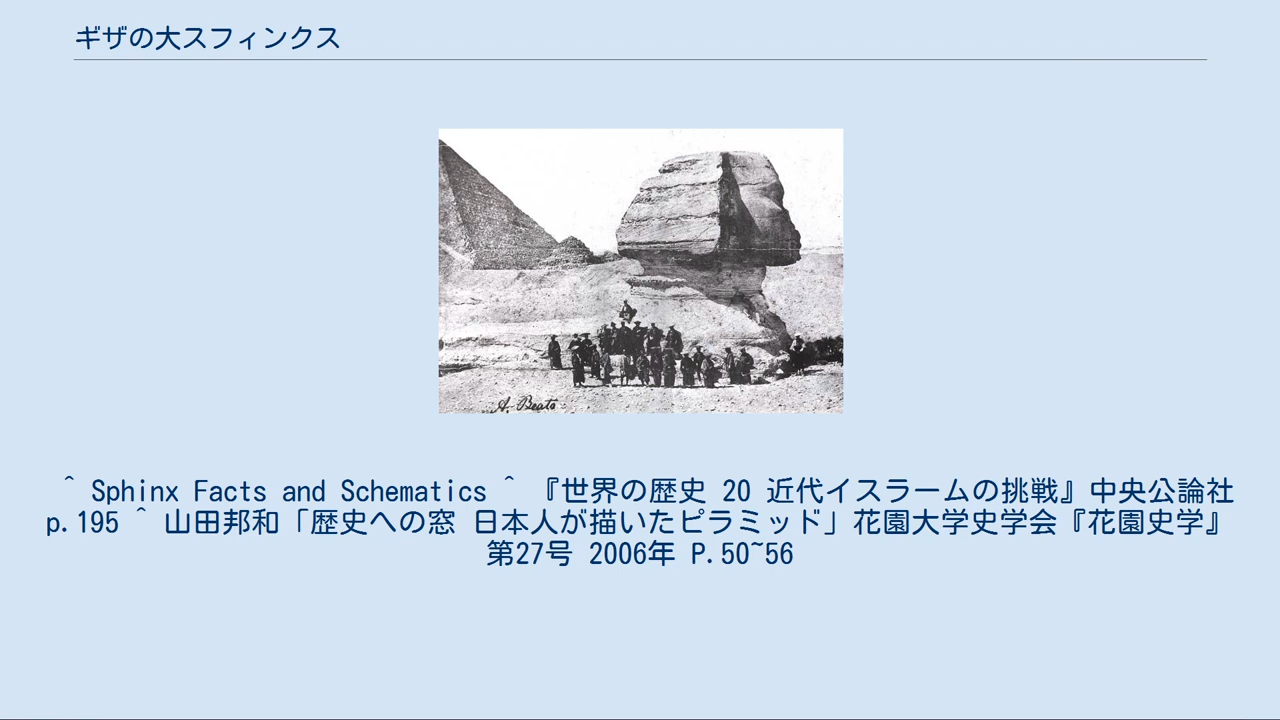 ギザの大スフィンクス
A. Beato
^ Sphinx Facts and Schematics ^ 『世界の歴史 20 近代イスラームの挑戦』中央公論社
p.195 ^ 山田邦和「歴史への窓 日本人が描いたピラミッド」花園大学史学会『花園史学』
第27号 2006年 P.50~56